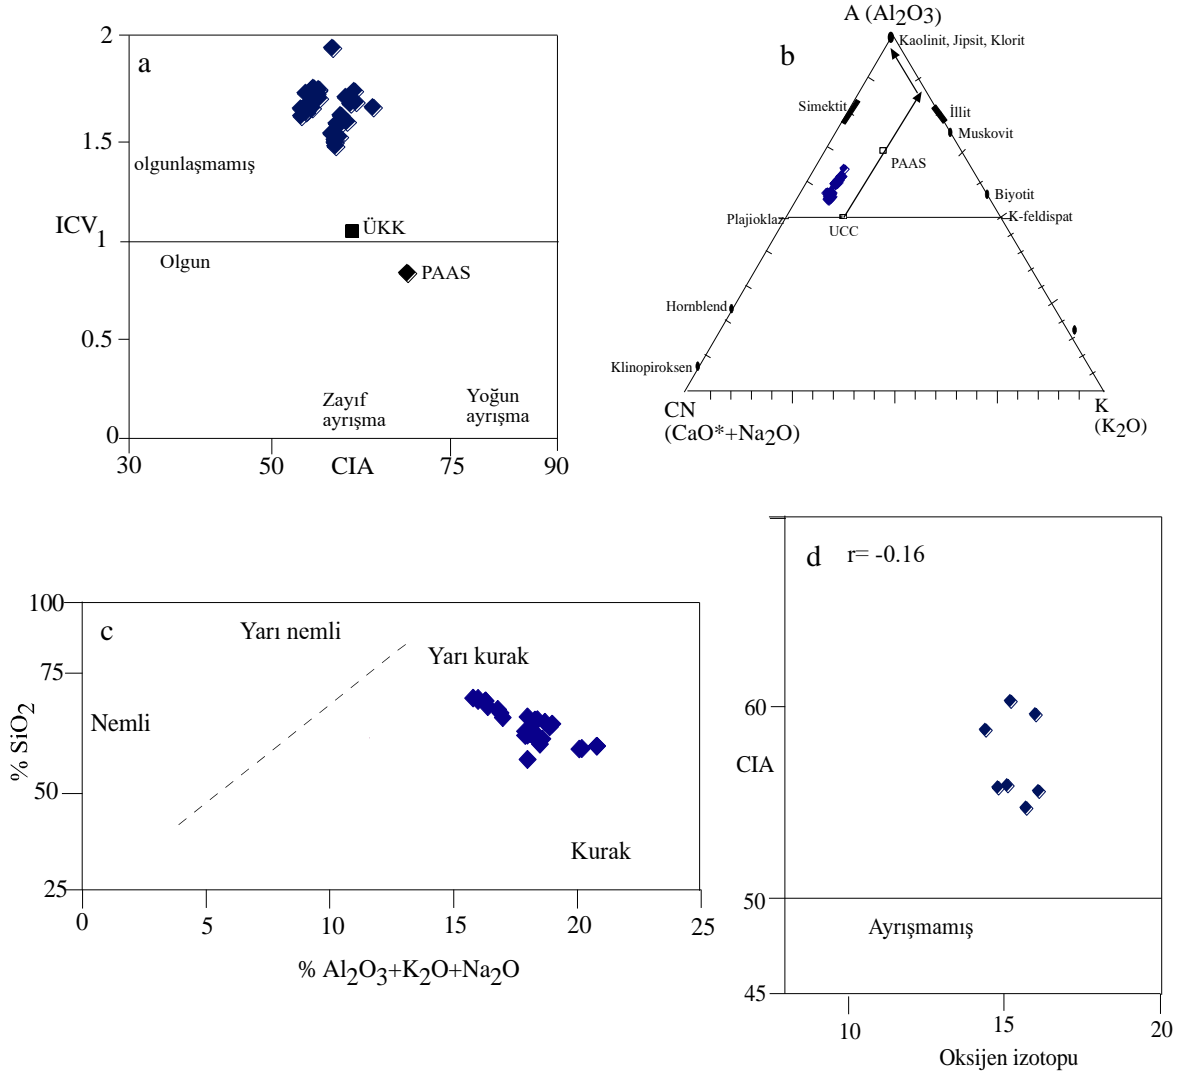 a
2
1.5
olgunlaşmamış
ICV
ÜKK
1
Olgun
PAAS
0.5
Zayıf
ayrışma
Yoğun
ayrışma
0
30
50
CIA
75
90
A (Al2O3)
b
Kaolinit, Jipsit, Klorit
Simektit
İllit
Muskovit
PAAS
Biyotit
Plajioklaz
K-feldispat
UCC
Hornblend
Klinopiroksen
CN
(CaO*+Na2O)
K
(K2O)
100
c
Yarı nemli
Yarı kurak
75
Nemli
% SiO2
50
Kurak
25
0
5
10
15
20
25
% Al2O3+K2O+Na2O
d
r= -0.16
60
CIA
50
Ayrışmamış
45
10
15
20
Oksijen izotopu